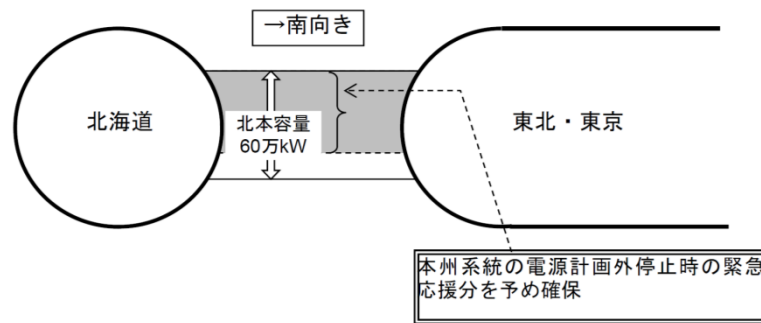 →南向き
北海道
北本容量
60万kW
東北・東京
本州系統の電源計画外停止時の緊急
応援分を予め確保